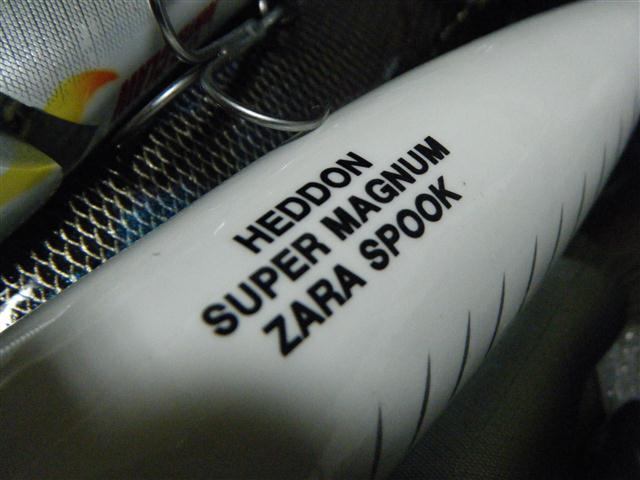 HEDDON
SUPER MAGNUM
ZARA SPOOK